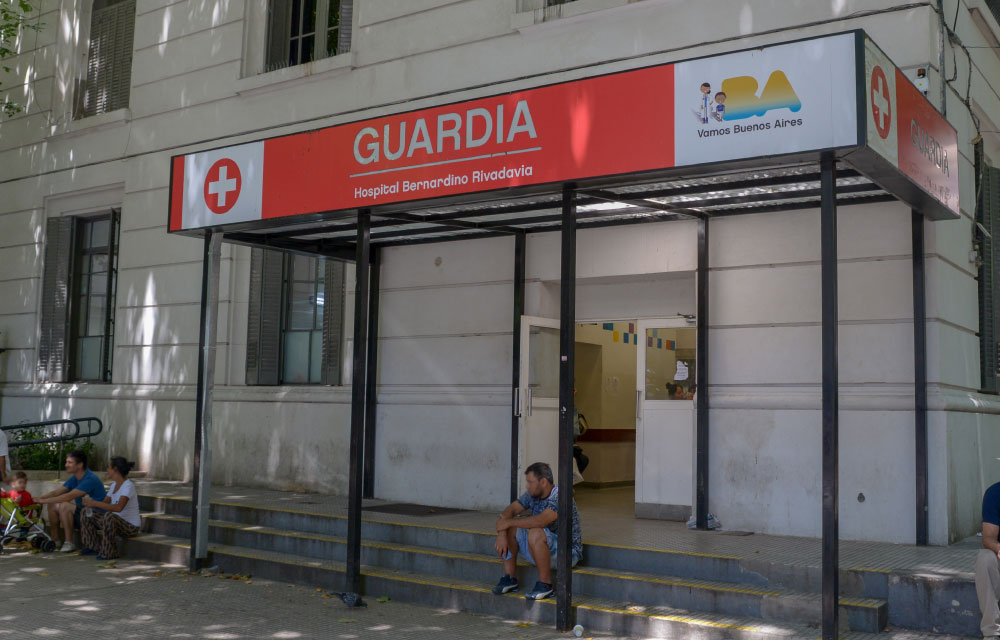 GUARDIA
Hospital Bernardino Rivadavia
BA
Vamos Buenos Aires
GUARDIA